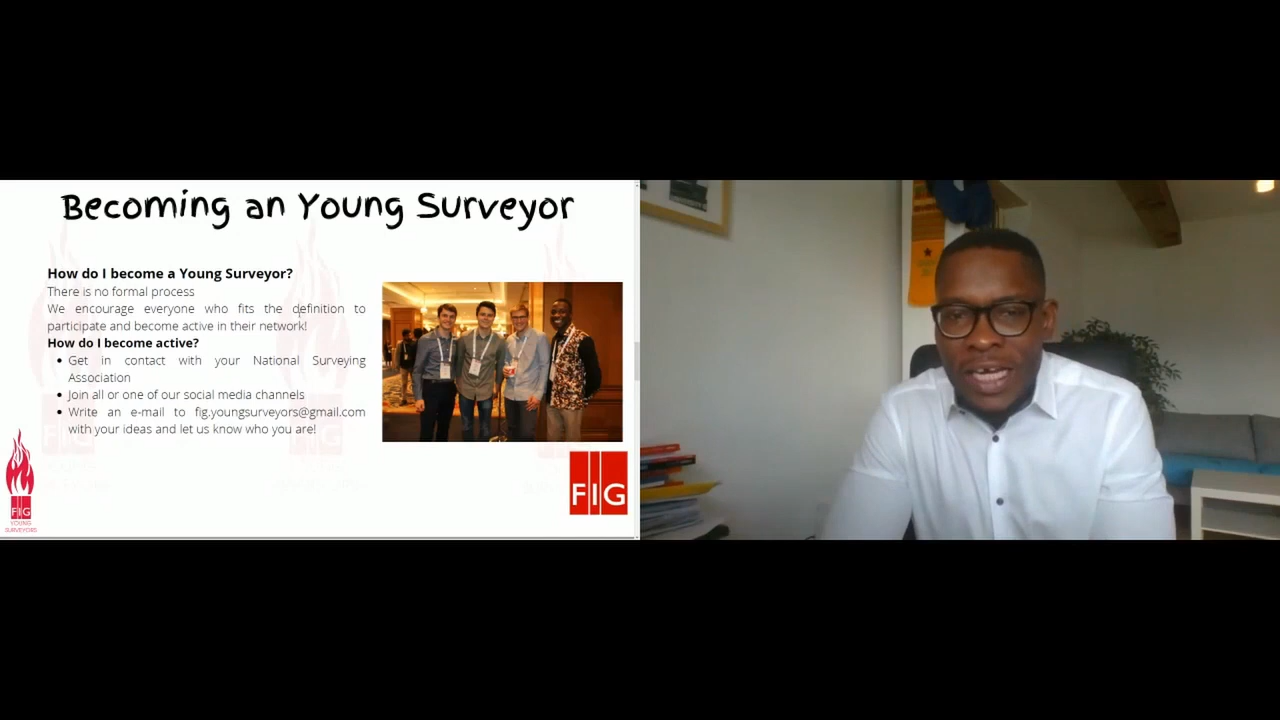 Becoming an Young Surveyor
How do I become a Young Surveyor?
There is no formal process
We encourage everyone who fits the definition to
participate and become active in their network!
How do I become active?
Get in contact with your National Surveying
Association
Join all or one of our social media channels
Write an e-mail to fig.youngsurveyors@gmail.com
with your ideas and let us know who you are!
FIG
YOUNG
SURVEYORS
FIG